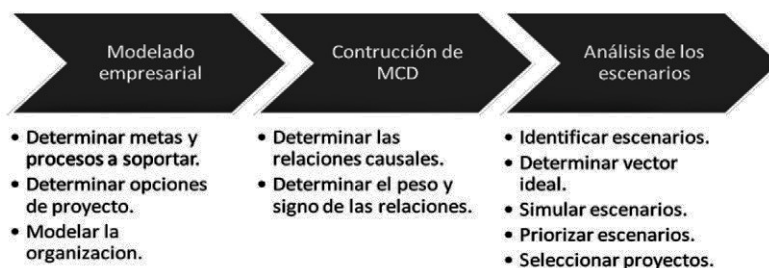 Modelado
empresarial
Contrucción de
MCD
Análisis de los
escenarios
• Determinar metas y
procesos a soportar.
• Determinar opciones
de proyecto.
• Modelar la
organizacion.
• Determinar las
relaciones causales.
• Determinar el peso y
signo de las relaciones.
• Identificar escenarios.
• Determinar vector
ideal.
• Simular escenarios.
• Priorizar escenarios.
• Seleccionar proyectos.